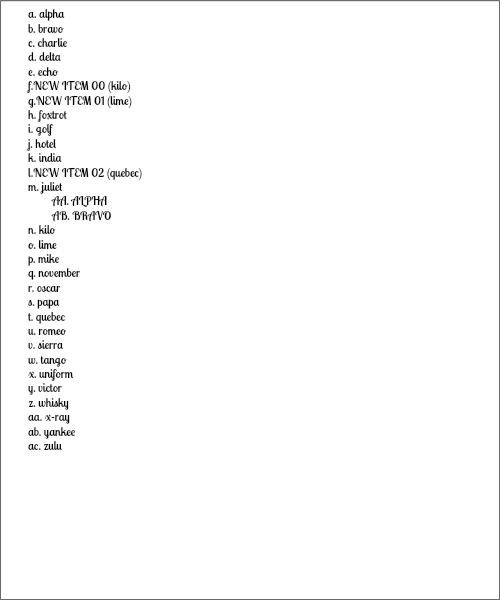 a. alpha
b. bravo
c. charlie
d. delta
e. echo
f.NEW ITEM 00 (kilo)
g.NEW ITEM 01 (lime)
h. foxtrot
i. golf
j. hotel
k. india
l.NEW ITEM 02 (quebec)
m. juliet
AA. ALPHA
AB. BRAVO
n. kilo
o. lime
p. mike
q. november
r. oscar
s. papa
t. quebec
u. romeo
v. sierra
w. tango
x. uniform
y. victor
z. whisky
aa. x-ray
ab. yankee
ac. zulu